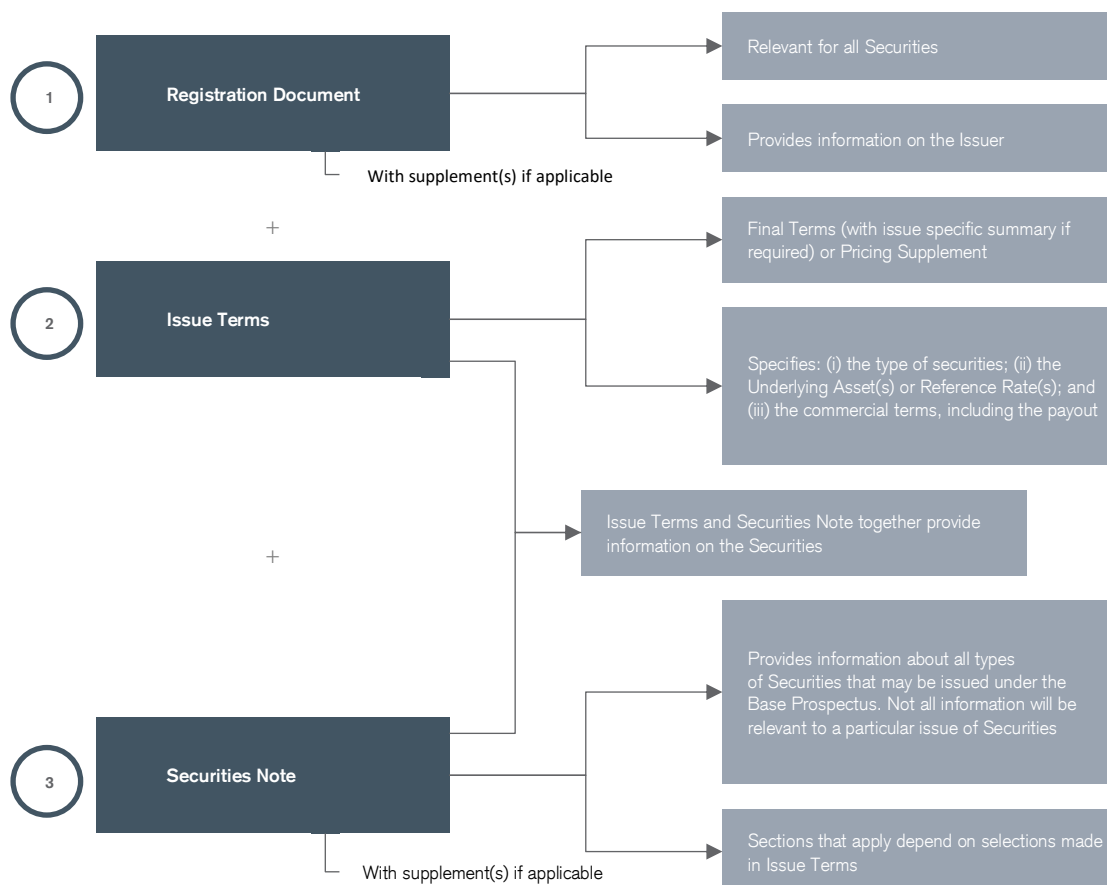 1
Registration Document
Relevant for all Securities
Provides information on the Issuer
With supplement(s) if applicable
+
2
Issue Terms
Final Terms (with issue specific summary if
required) or Pricing Supplement
Specifies: (i) the type of securities; (ii) the
Underlying Asset(s) or Reference Rate(s); and
(iii) the commercial terms, including the payout
Issue Terms and Securities Note together provide
information on the Securities
+
3
Securities Note
Provides information about all types
of Securities that may be issued under the
Base Prospectus. Not all information will be
relevant to a particular issue of Securities
Sections that apply depend on selections made
in Issue Terms
With supplement(s) if applicable